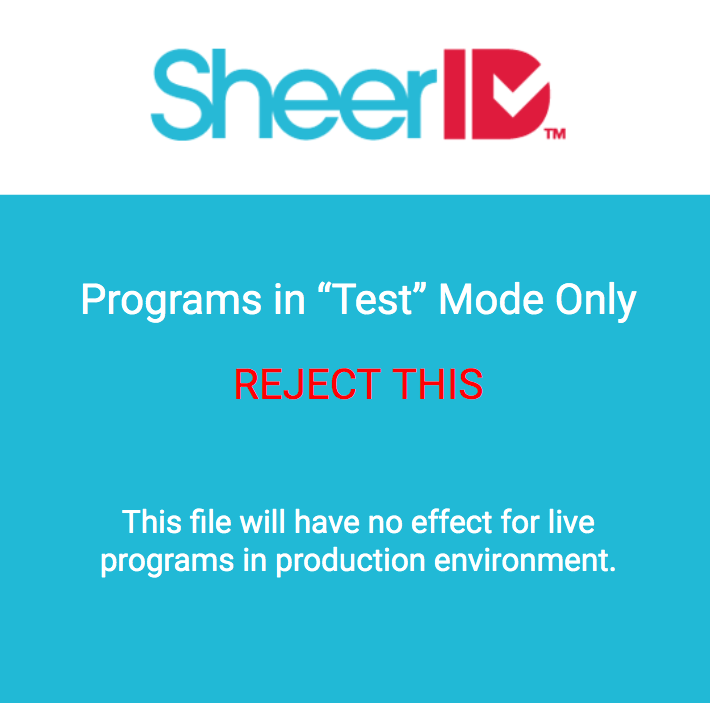 SheerID™
Programs in “Test” Mode Only
REJECT THIS
This file will have no effect for live
programs in production environment.